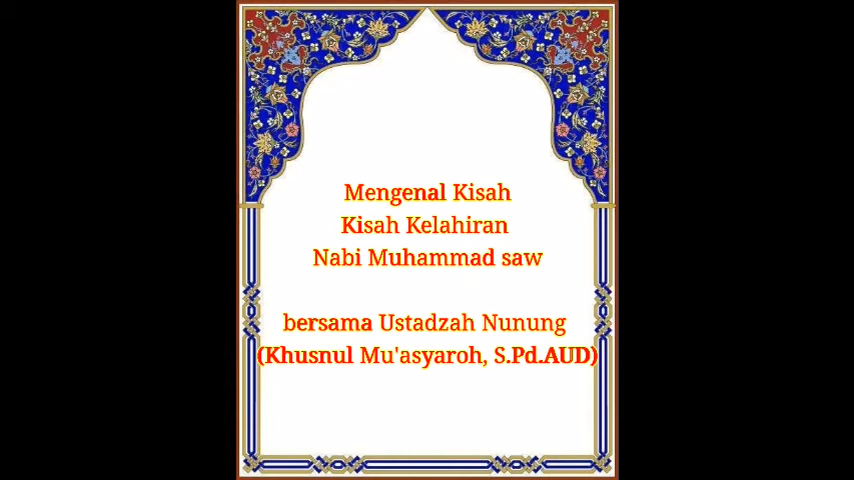 Mengenal Kisah
Kisah Kelahiran
Nabi Muhammad saw
bersama Ustadzah Nunung
(Khusnul Mu'asyaroh, S.Pd.AUD)